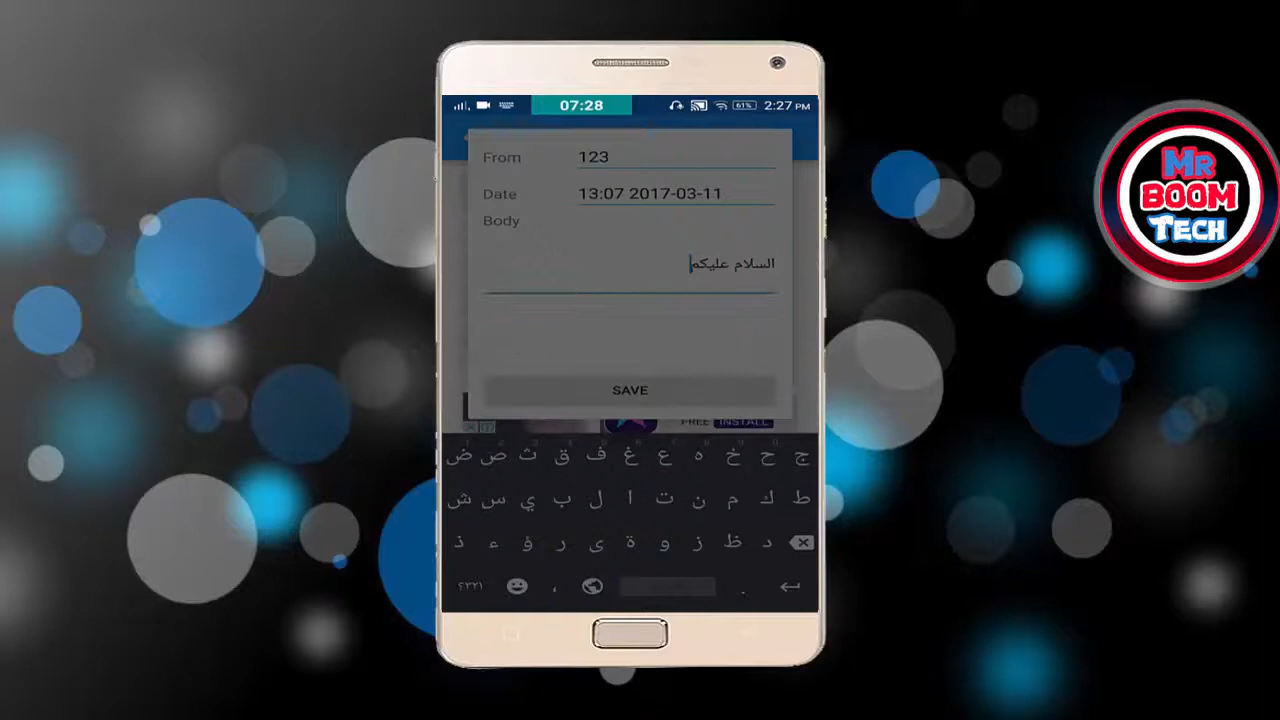 07:28
61%
2:27 PM
From 123
Date 13:07 2017-03-11
Body
السلام عليكم
SAVE
FREE INSTALL
ض ص ث ق ف غ ع ه خ ح ج
ش س ي ب ل ا ت ن م ك ط
ذ ء ؤ ر ى ة و ز ظ د
؟٣٢١ ، .
MR
BOOM
TECH